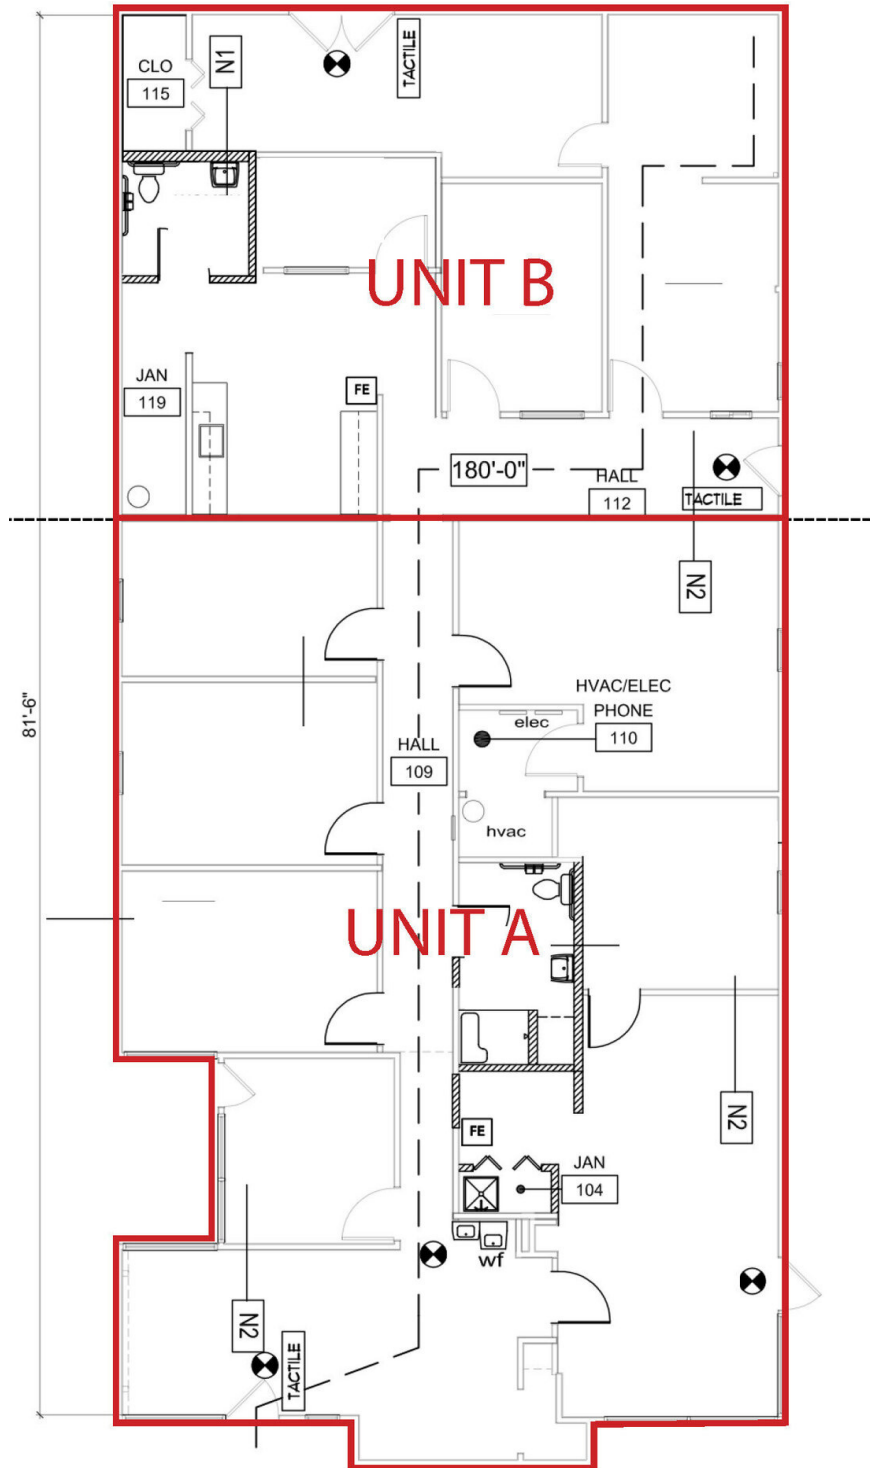 CLO
115
N1
TACTILE
UNIT B
JAN
119
FE
180'-0"
HALL
112
TACTILE
N2
81'-6"
HVAC/ELEC
PHONE
110
elec
HALL
109
hvac
UNIT A
N2
FE
JAN
104
wf
N2
TACTILE